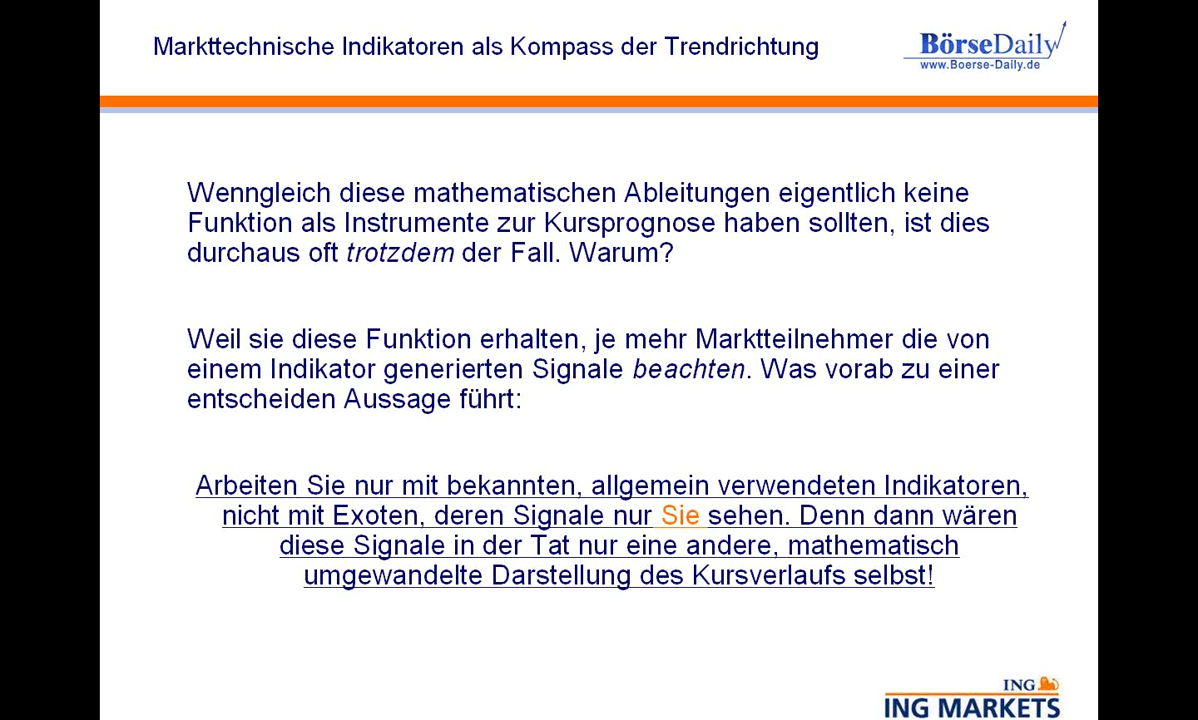 Markttechnische Indikatoren als Kompass der Trendrichtung
BörseDaily
www.Boerse-Daily.de
Wenngleich diese mathematischen Ableitungen eigentlich keine
Funktion als Instrumente zur Kursprognose haben sollten, ist dies
durchaus oft trotzdem der Fall. Warum?
Weil sie diese Funktion erhalten, je mehr Marktteilnehmer die von
einem Indikator generierten Signale beachten. Was vorab zu einer
entscheiden Aussage führt:
Arbeiten Sie nur mit bekannten, allgemein verwendeten Indikatoren,
nicht mit Exoten, deren Signale nur Sie sehen. Denn dann wären
diese Signale in der Tat nur eine andere, mathematisch
umgewandelte Darstellung des Kursverlaufs selbst!
ING
ING MARKETS